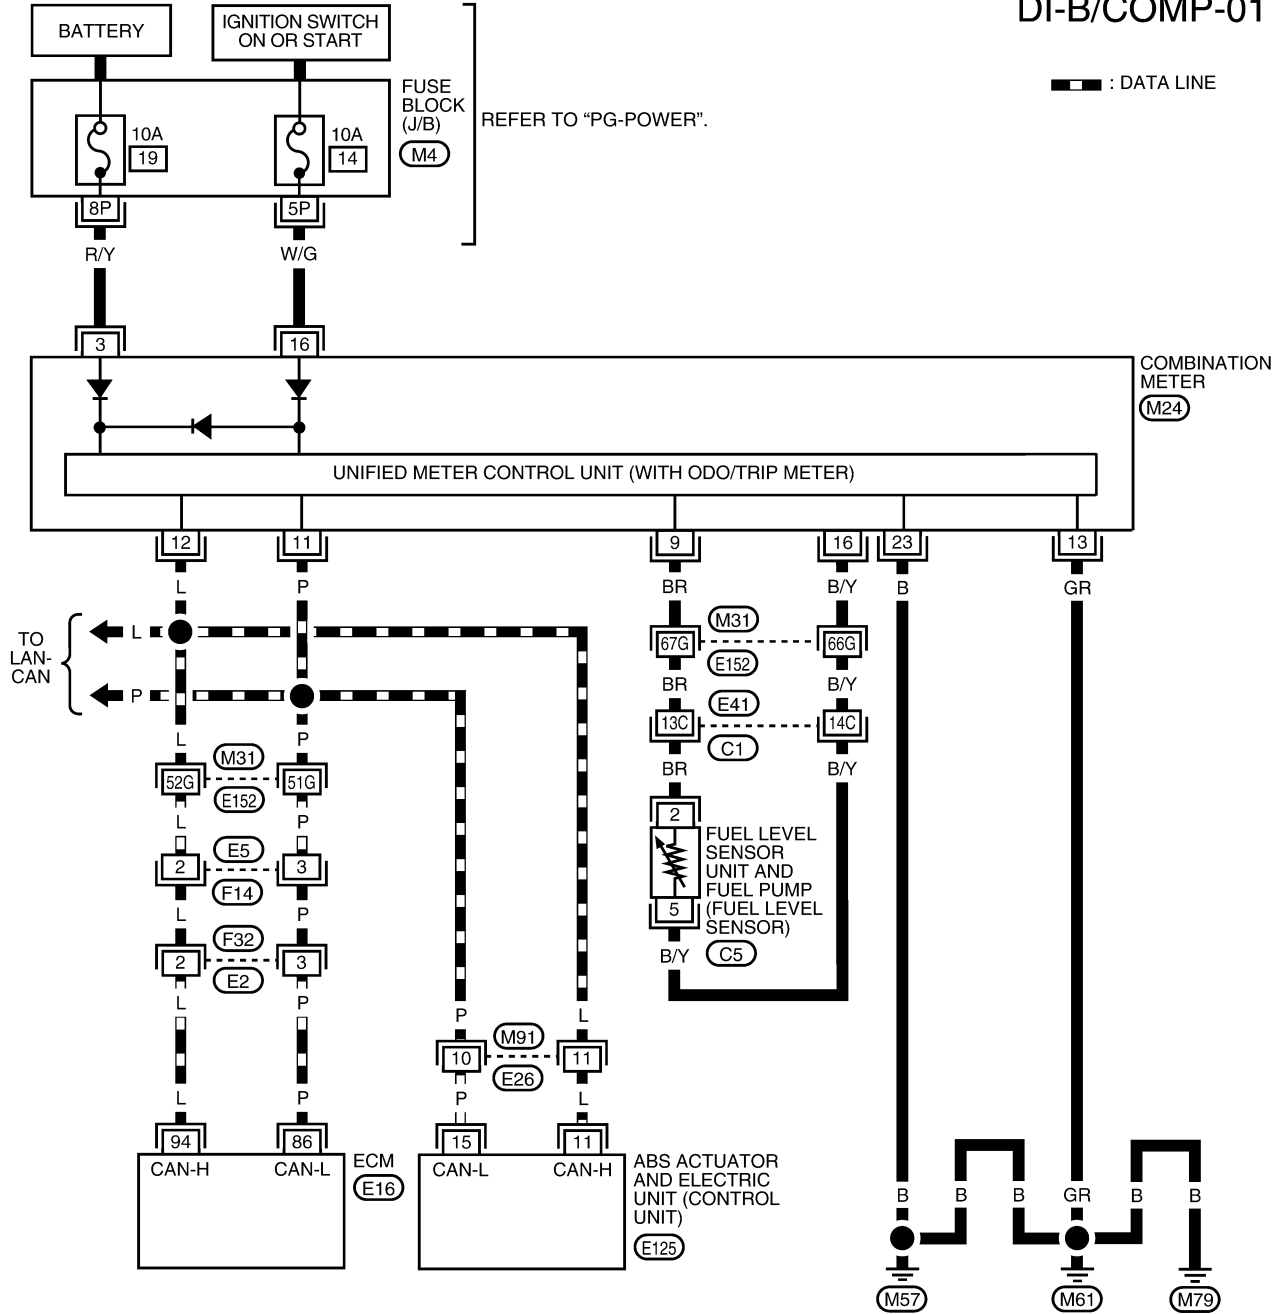 DI-B/COMP-01
BATTERY
IGNITION SWITCH
ON OR START
: DATA LINE
FUSE
BLOCK
(J/B)
M4
REFER TO “PG-POWER”.
10A
19
10A
14
8P
5P
R/Y
W/G
3
16
COMBINATION
METER
M24
UNIFIED METER CONTROL UNIT (WITH ODO/TRIP METER)
12
11
9
16
23
13
L
P
BR
B/Y
B
GR
TO
LAN-
CAN
L
P
M31
67G
66G
E152
BR
B/Y
E41
13C
14C
C1
BR
B/Y
L
P
M31
52G
51G
E152
L
P
E5
2
3
F14
L
P
F32
2
3
E2
L
P
2
FUEL LEVEL
SENSOR
UNIT AND
FUEL PUMP
(FUEL LEVEL
SENSOR)
5
C5
B/Y
P
L
M91
10
11
E26
L
P
P
L
94
86
15
11
CAN-H
CAN-L
ECM
E16
CAN-L
CAN-H
ABS ACTUATOR
AND ELECTRIC
UNIT (CONTROL
UNIT)
E125
B
B
B
GR
B
B
M57
M61
M79